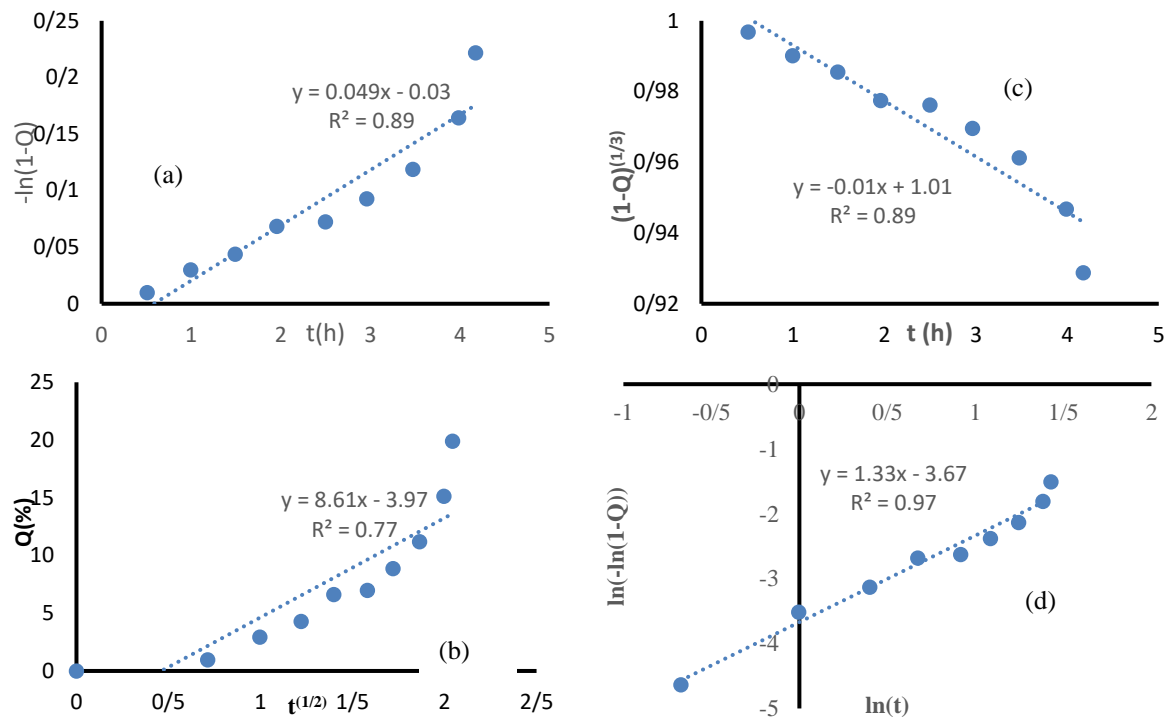 0/25
0/2
0/15
0/1
0/05
0
-ln(1-Q)
y = 0.049x - 0.03
R² = 0.89
(a)
0 1 2 3 4 5
t(h)
1
0/98
0/96
0/94
0/92
(1-Q)^(1/3)
(c)
y = -0.01x + 1.01
R² = 0.89
0 1 2 3 4 5
t (h)
25
20
15
10
5
0
Q(%)
y = 8.61x - 3.97
R² = 0.77
(b)
0 0/5 1 1/5 2 2/5
t^(1/2)
0
-1 -0/5 0 0/5 1 1/5 2
-1
-2
-3
-4
-5
ln(-ln(1-Q))
y = 1.33x - 3.67
R² = 0.97
(d)
ln(t)